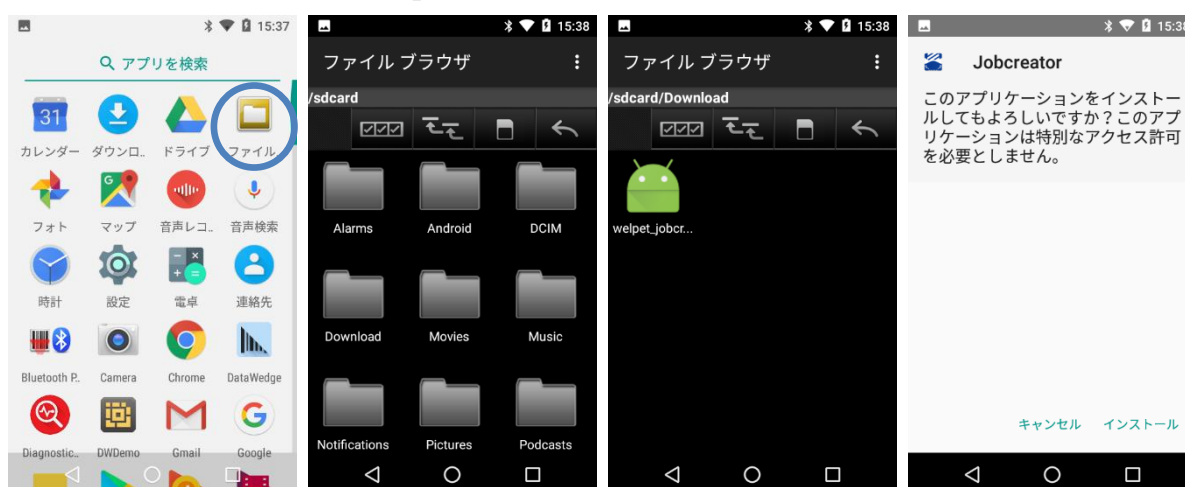 15:37
アプリを検索
31
カレンダー ダウンロ.. ドライブ ファイル
G
フォト マップ 音声レコ.. 音声検索
時計 設定 電卓 連絡先
Bluetooth P.. Camera Chrome DataWedge
Diagnostic.. DWDemo Gmail Google
15:38
ファイル ブラウザ
/sdcard
Alarms Android DCIM
Download Movies Music
Notifications Pictures Podcasts
15:38
ファイル ブラウザ
/sdcard/Download
welpet_jobcr...
15:38
Jobcreator
このアプリケーションをインストー
ルしてもよろしいですか？このアプ
リケーションは特別なアクセス許可
を必要としません。
キャンセル インストール